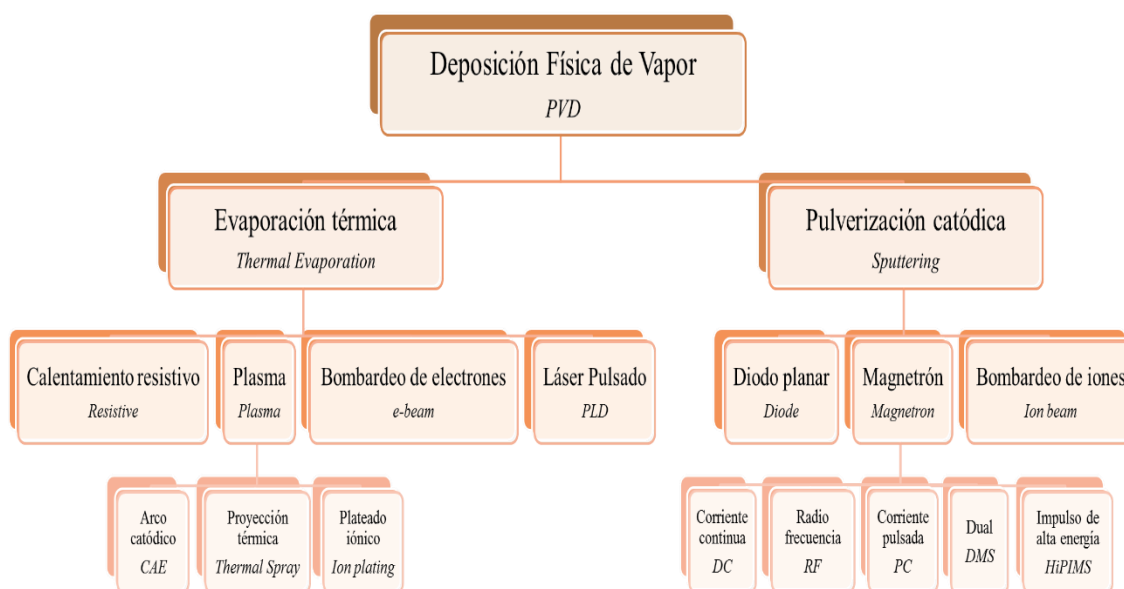 Deposición Física de Vapor
PVD
Evaporación térmica
Thermal Evaporation
Pulverización catódica
Sputtering
Calentamiento resistivo
Resistive
Plasma
Plasma
Bombardeo de electrones
e-beam
Láser Pulsado
PLD
Diodo planar
Diode
Magnetrón
Magnetron
Bombardeo de iones
Ion beam
Arco
catódico
CAE
Proyección
térmica
Thermal Spray
Plateado
iónico
Ion plating
Corriente
continua
DC
Radio
frecuencia
RF
Corriente
pulsada
PC
Dual
DMS
Impulso de
alta energía
HiPIMS